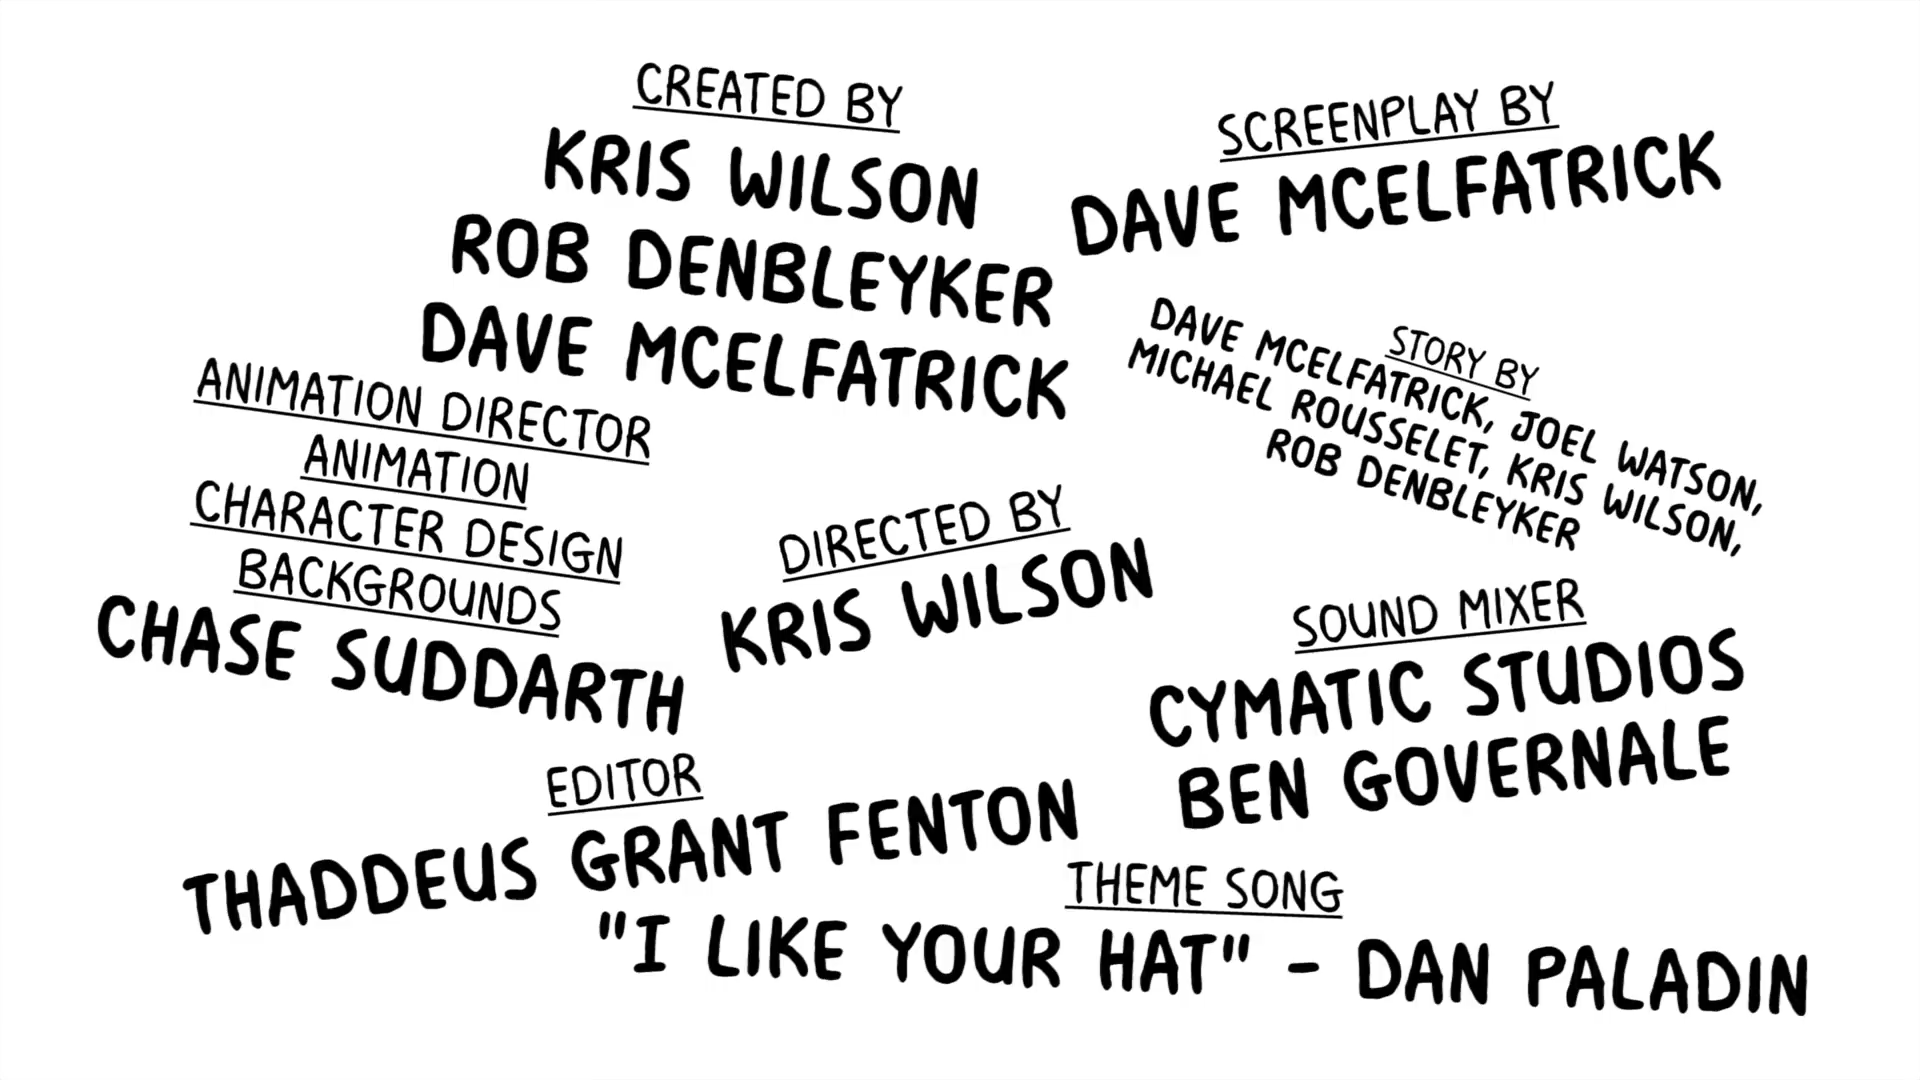 CREATED BY
KRIS WILSON
ROB DENBLEYKER
DAVE MCELFATRICK
SCREENPLAY BY
DAVE MCELFATRICK
STORY BY
DAVE MCELFATRICK, JOEL WATSON,
MICHAEL ROUSSELET, KRIS WILSON,
ROB DENBLEYKER
ANIMATION DIRECTOR
ANIMATION
CHARACTER DESIGN
BACKGROUNDS
CHASE SUDDARTH
DIRECTED BY
KRIS WILSON
SOUND MIXER
CYMATIC STUDIOS
BEN GOVERNALE
EDITOR
THADDEUS GRANT FENTON
THEME SONG
"I LIKE YOUR HAT" - DAN PALADIN